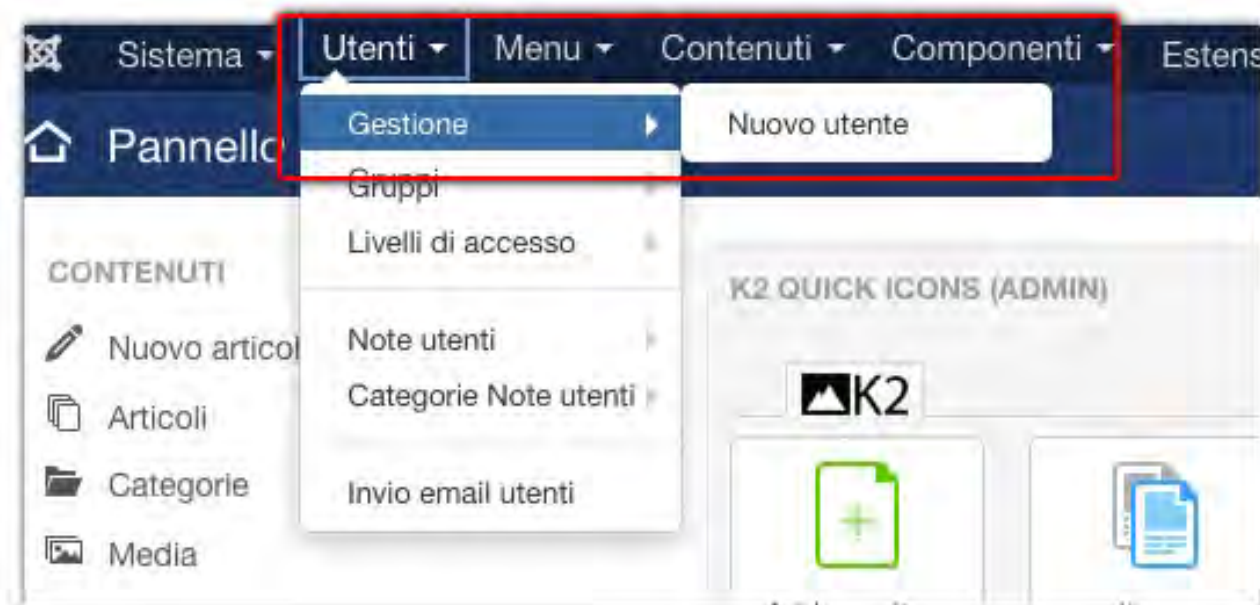 Sistema Utenti Menu Contenuti Componenti Estens
Pannello Gestione Nuovo utente
Gruppi
Livelli di accesso
CONTENUTI
K2 QUICK ICONS (ADMIN)
Nuovo articol
Note utenti
Categorie Note utenti
K2
Articoli
Categorie
Invio email utenti
Media